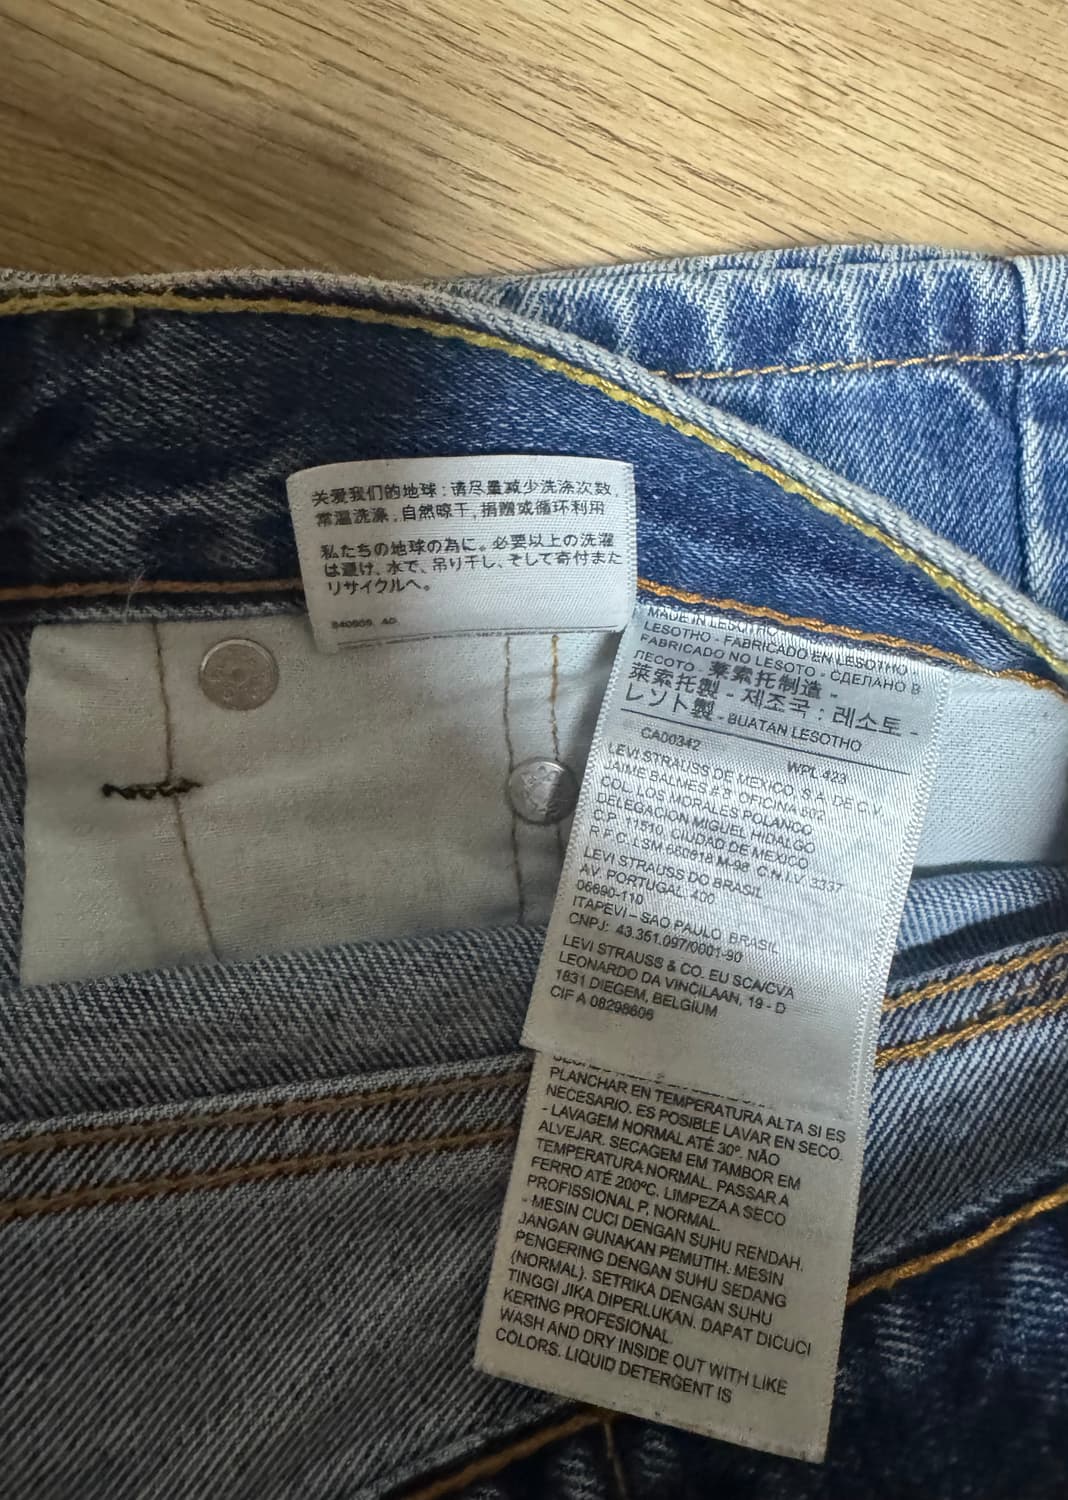 关爱我们的地球：请尽量减少洗涤次数，
常温洗涤，自然晾干，捐赠或循环利用
私たちの地球の為に。必要以上の洗濯
は避け、水で、吊り干し、そして寄付また
リサイクルへ。
MADE IN LESOTHO
LESOTHO - FABRICADO EN LESOTHO -
FABRICADO NO LESOTO - СДЕЛАНО В
ЛЕСОТО - 莱索托制造 -
萊索托製 - 제조국 : 레소토 -
レソト製 - BUATAN LESOTHO
CA00342 WPL 423
LEVI STRAUSS DE MEXICO, S.A. DE C.V.
JAIME BALMES # 8, OFICINA 802
COL. LOS MORALES POLANCO
DELEGACION MIGUEL HIDALGO
C.P. 11510, CIUDAD DE MEXICO
R.F.C. LSM C.N.I.V. 3337
LEVI STRAUSS DO BRASIL
AV. PORTUGAL, 400
06690-110
ITAPEVI – SAO PAULO BRASIL
CNPJ: 43.351.097/0001-90
LEVI STRAUSS & CO. EU SCA/CVA
LEONARDO DA VINCILAAN, 19 - D
1831 DIEGEM, BELGIUM
CIF A 08298606
PLANCHAR EN TEMPERATURA ALTA SI ES
NECESARIO. ES POSIBLE LAVAR EN SECO.
- LAVAGEM NORMAL ATÉ 30º. NÃO
ALVEJAR. SECAGEM EM TAMBOR EM
TEMPERATURA NORMAL. PASSAR A
FERRO ATÉ 200ºC. LIMPEZA A SECO
PROFISSIONAL P, NORMAL.
- MESIN CUCI DENGAN SUHU RENDAH.
JANGAN GUNAKAN PEMUTIH. MESIN
PENGERING DENGAN SUHU SEDANG
(NORMAL). SETRIKA DENGAN SUHU
TINGGI JIKA DIPERLUKAN. DAPAT DICUCI
KERING PROFESIONAL.
WASH AND DRY INSIDE OUT WITH LIKE
COLORS. LIQUID DETERGENT IS